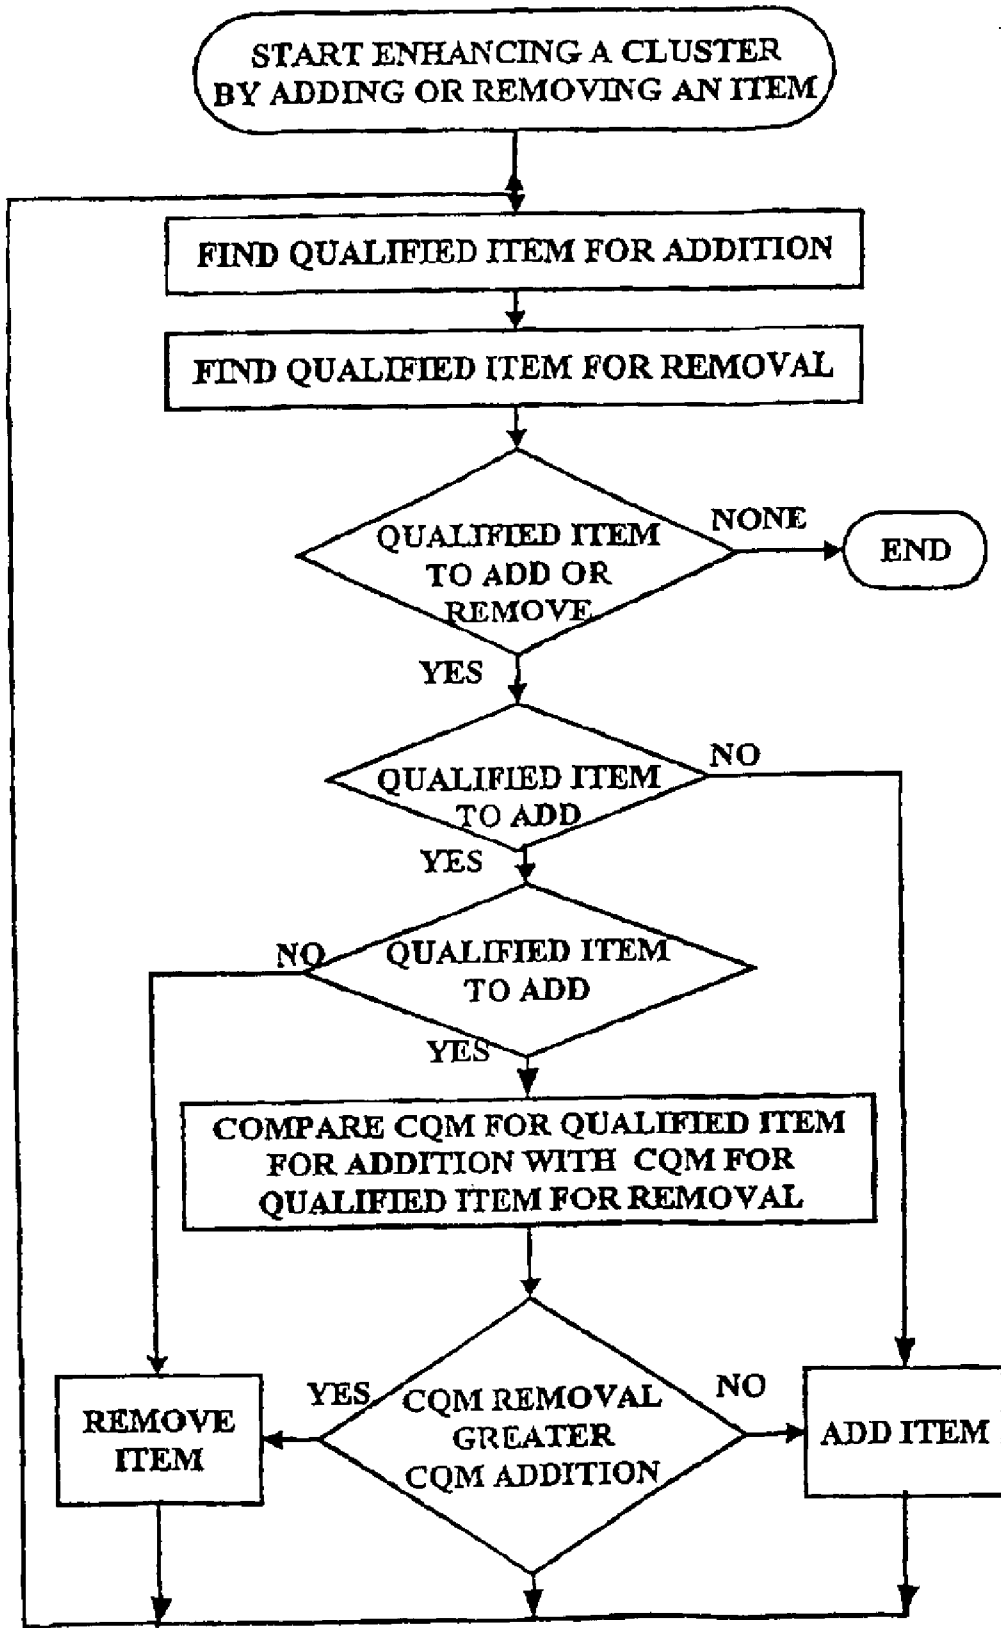 START ENHANCING A CLUSTER
BY ADDING OR REMOVING AN ITEM
FIND QUALIFIED ITEM FOR ADDITION
FIND QUALIFIED ITEM FOR REMOVAL
QUALIFIED ITEM
TO ADD OR
REMOVE
NONE
END
YES
QUALIFIED ITEM
TO ADD
NO
YES
NO
QUALIFIED ITEM
TO ADD
YES
COMPARE CQM FOR QUALIFIED ITEM
FOR ADDITION WITH CQM FOR
QUALIFIED ITEM FOR REMOVAL
REMOVE
ITEM
YES
CQM REMOVAL
GREATER
CQM ADDITION
NO
ADD ITEM